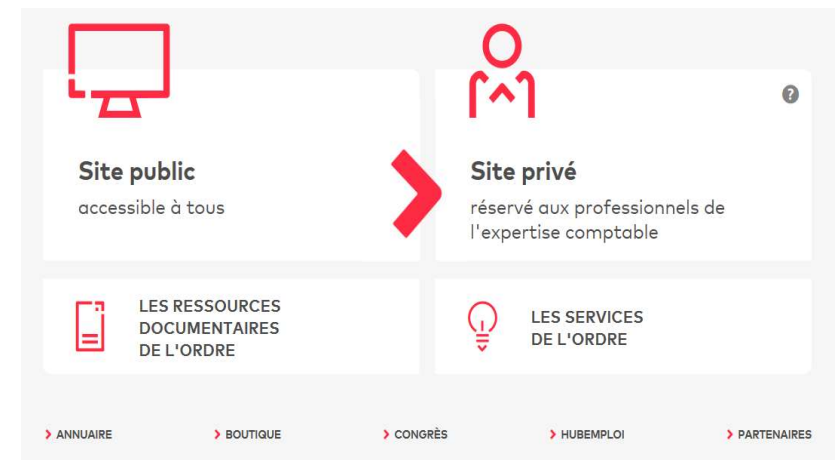 Site public
accessible à tous
?
Site privé
réservé aux professionnels de
l'expertise comptable
LES RESSOURCES
DOCUMENTAIRES
DE L'ORDRE
LES SERVICES
DE L'ORDRE
ANNUAIRE
BOUTIQUE
CONGRÈS
HUBEMPLOI
PARTENAIRES